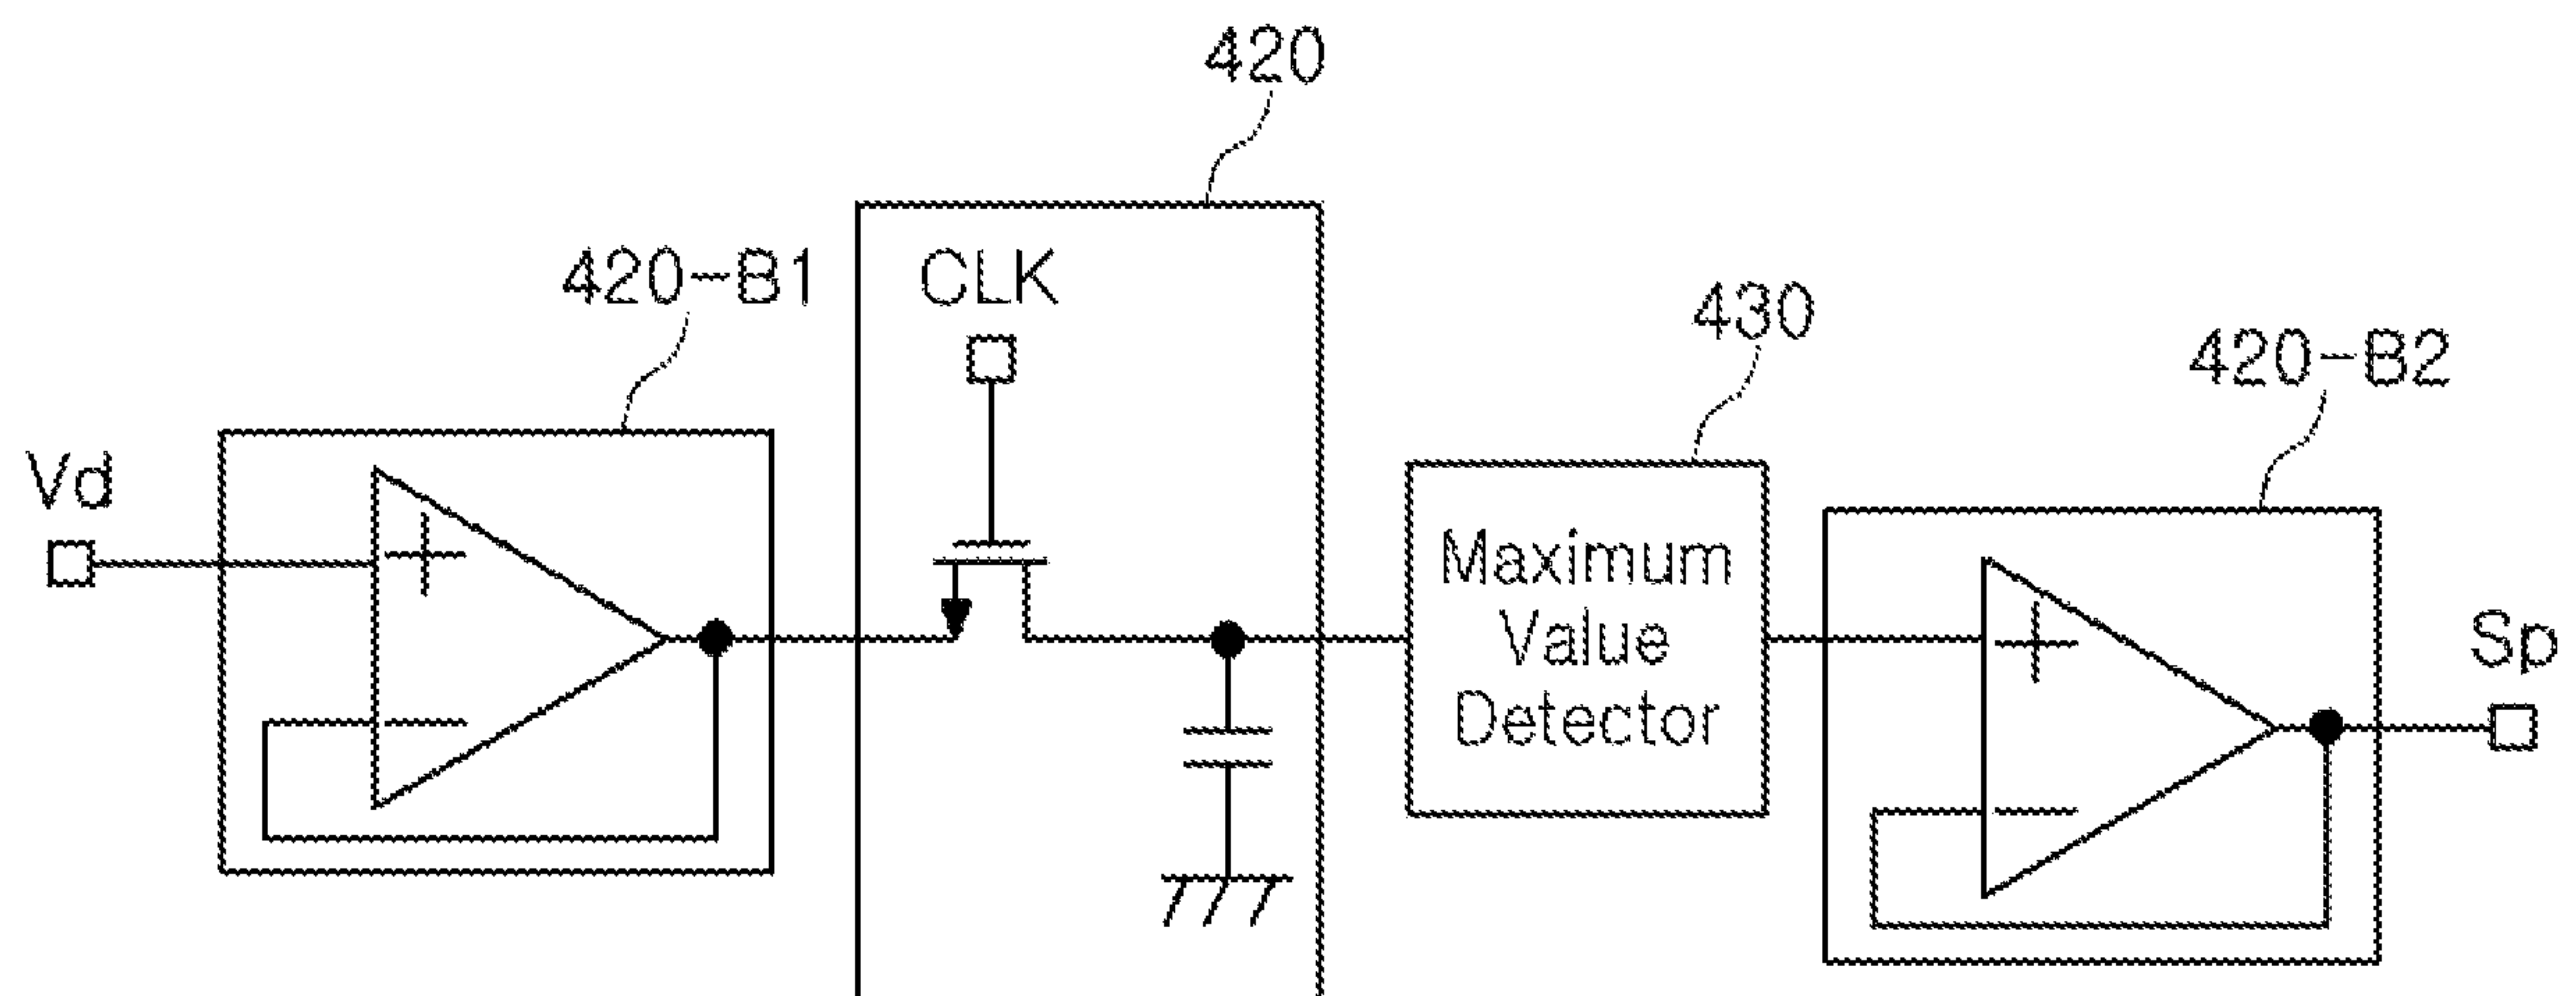 420
420-B1
CLK
430
420-B2
Vd
Maximum
Value
Detector
Sp